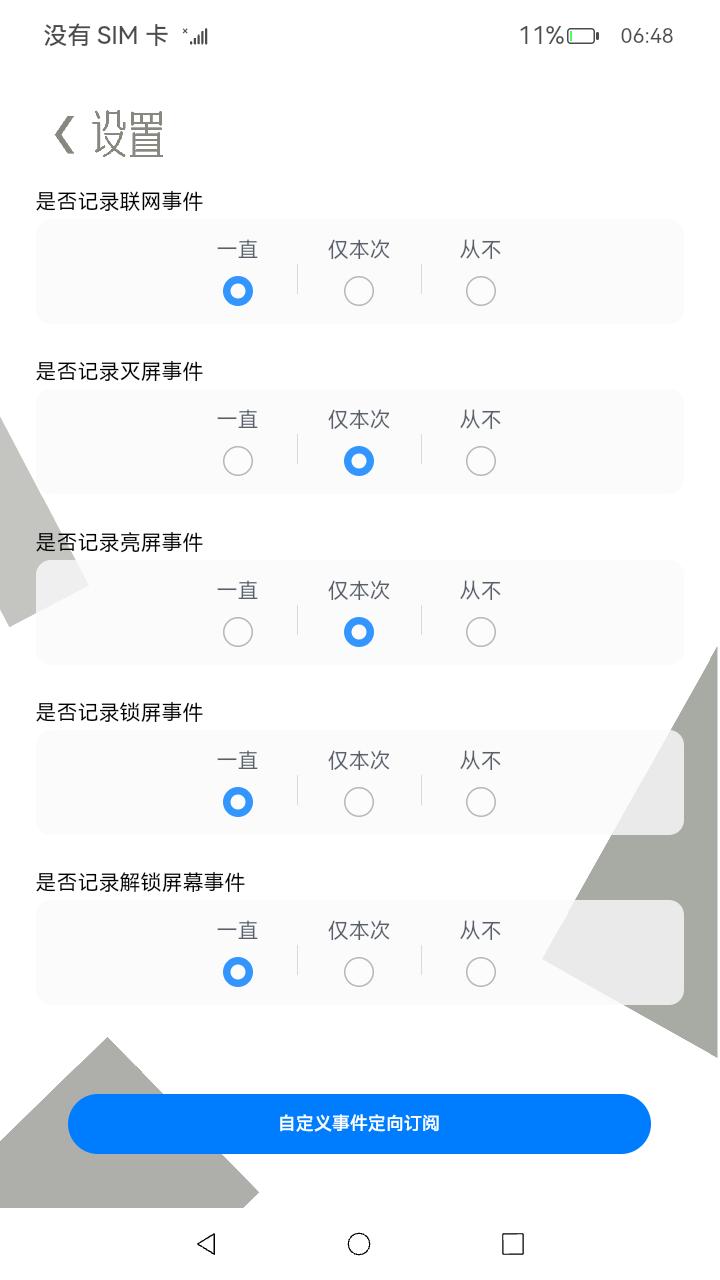 没有 SIM 卡 11% 06:48
设置
是否记录联网事件
一直 仅本次 从不
是否记录灭屏事件
一直 仅本次 从不
是否记录亮屏事件
一直 仅本次 从不
是否记录锁屏事件
一直 仅本次 从不
是否记录解锁屏幕事件
一直 仅本次 从不
自定义事件定向订阅